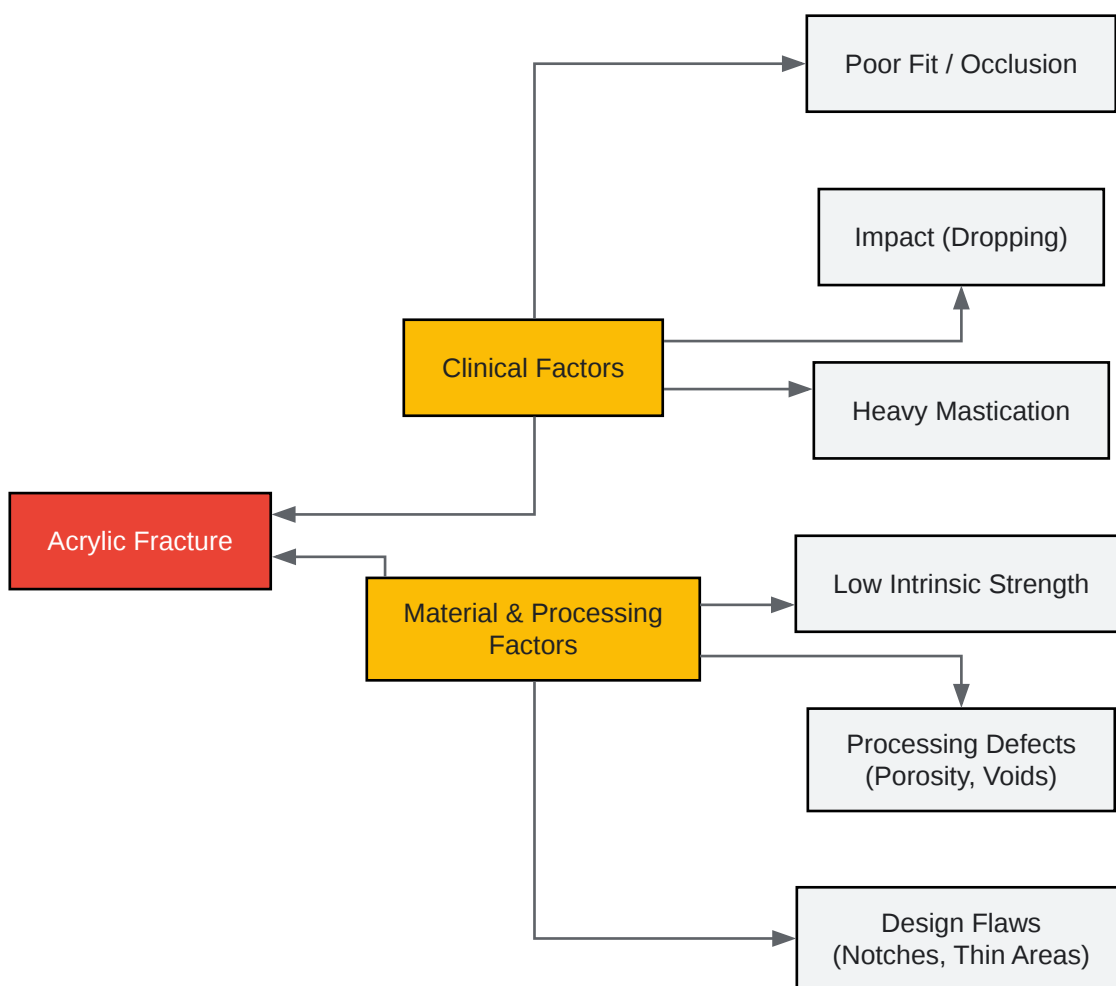 Poor Fit / Occlusion
Impact (Dropping)
Clinical Factors
Heavy Mastication
Acrylic Fracture
Low Intrinsic Strength
Material & Processing
Factors
Processing Defects
(Porosity, Voids)
Design Flaws
(Notches, Thin Areas)